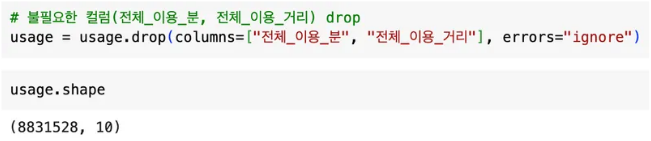 # 불필요한 컬럼(전체_이용_분, 전체_이용_거리) drop
usage = usage.drop(columns=["전체_이용_분", "전체_이용_거리"], errors="ignore")
usage.shape
(8831528, 10)